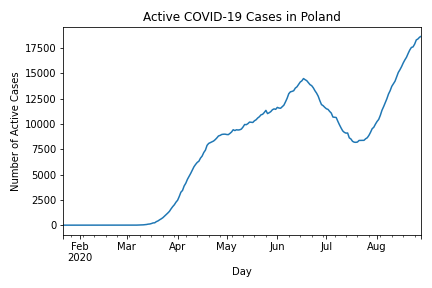 Active COVID-19 Cases in Poland
17500
15000
12500
10000
7500
5000
2500
0
Number of Active Cases
Feb Mar Apr May Jun Jul Aug
2020
Day